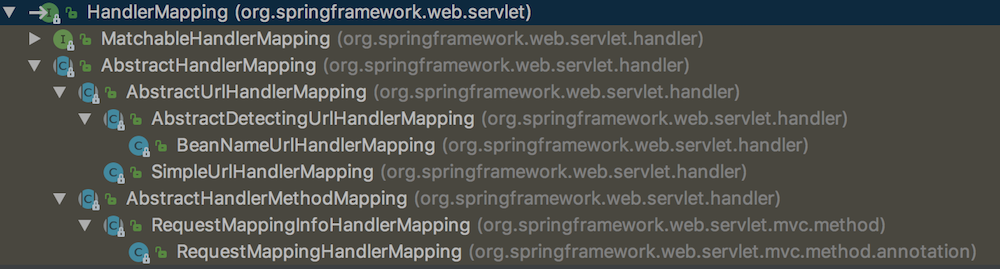 HandlerMapping (org.springframework.web.servlet)
MatchableHandlerMapping (org.springframework.web.servlet.handler)
AbstractHandlerMapping (org.springframework.web.servlet.handler)
AbstractUrlHandlerMapping (org.springframework.web.servlet.handler)
AbstractDetectingUrlHandlerMapping (org.springframework.web.servlet.handler)
BeanNameUrlHandlerMapping (org.springframework.web.servlet.handler)
SimpleUrlHandlerMapping (org.springframework.web.servlet.handler)
AbstractHandlerMethodMapping (org.springframework.web.servlet.handler)
RequestMappingInfoHandlerMapping (org.springframework.web.servlet.mvc.method)
RequestMappingHandlerMapping (org.springframework.web.servlet.mvc.method.annotation)